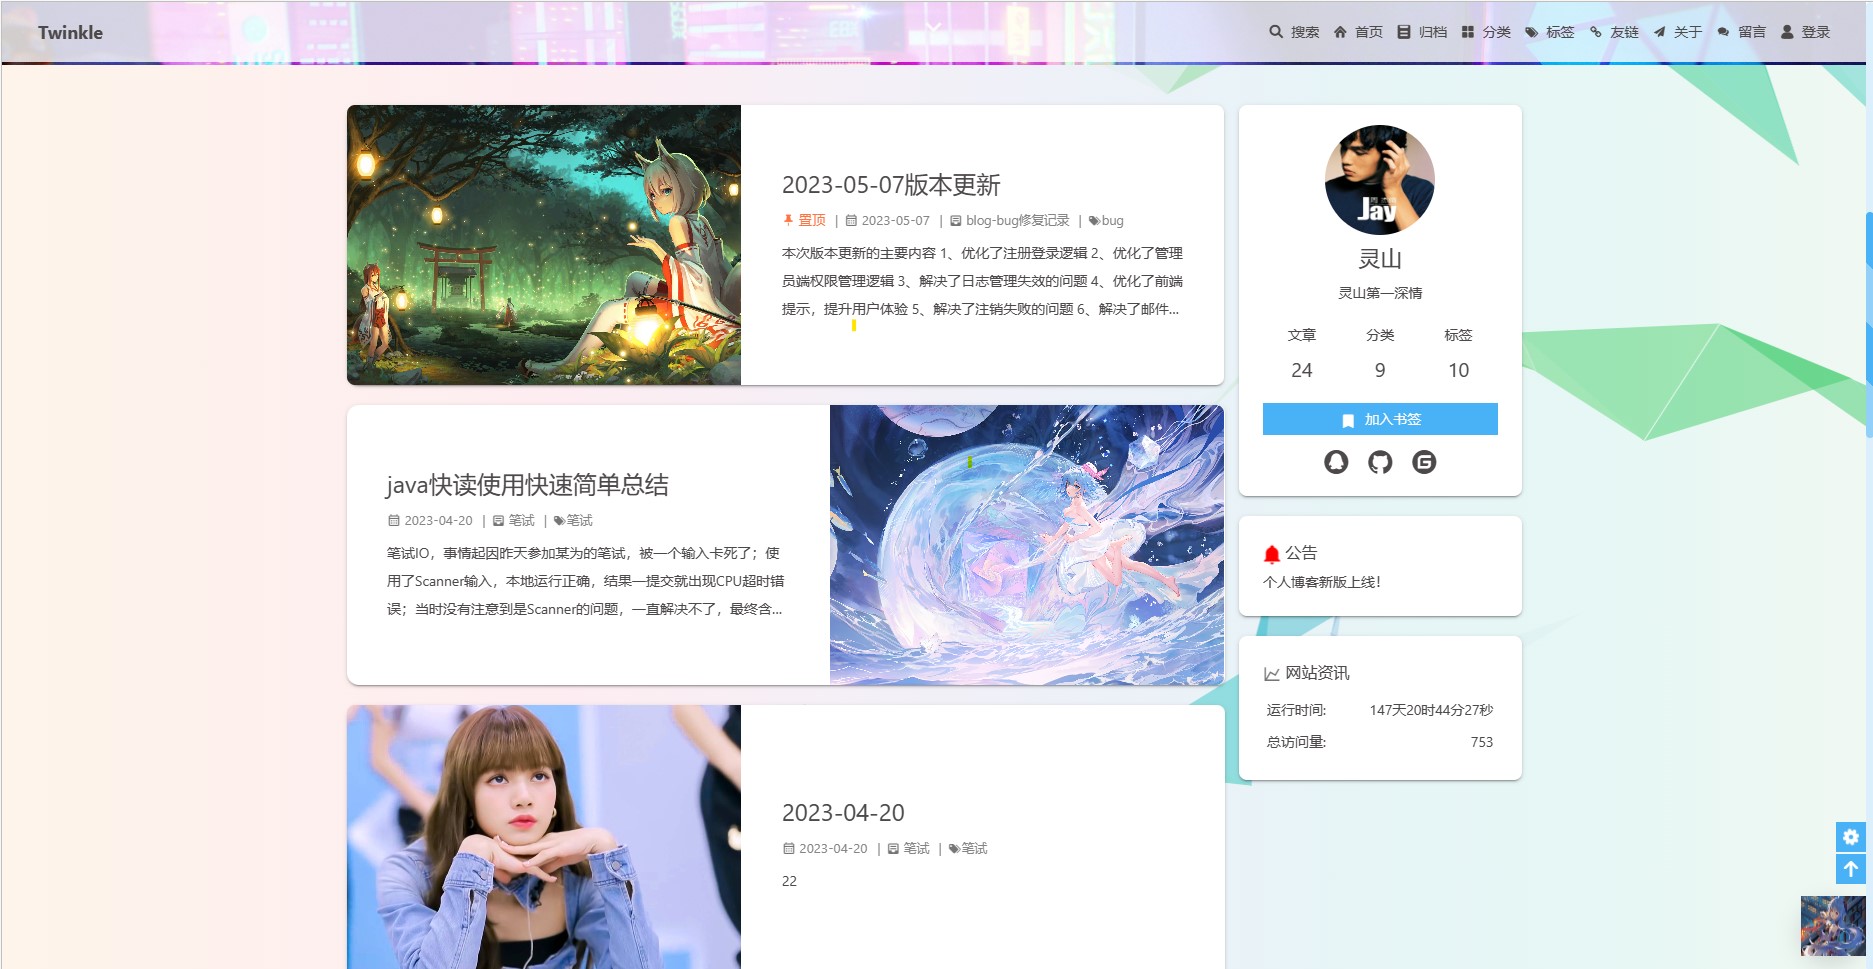 Twinkle
搜索 首页 归档 分类 标签 友链 关于 留言 登录
2023-05-07版本更新
置顶 | 2023-05-07 | blog-bug修复记录 | bug
本次版本更新的主要内容 1、优化了注册登录逻辑 2、优化了管理
员端权限管理逻辑 3、解决了日志管理失效的问题 4、优化了前端
提示，提升用户体验 5、解决了注销失败的问题 6、解决了邮件...
java快读使用快速简单总结
2023-04-20 | 笔试 | 笔试
笔试IO，事情起因昨天参加某为的笔试，被一个输入卡死了；使
用了Scanner输入，本地运行正确，结果一提交就出现CPU超时错
误；当时没有注意到是Scanner的问题，一直解决不了，最终含...
2023-04-20
2023-04-20 | 笔试 | 笔试
22
Jay
灵山
灵山第一深情
文章 分类 标签
24 9 10
加入书签
公告
个人博客新版上线！
网站资讯
运行时间: 147天20时44分27秒
总访问量: 753